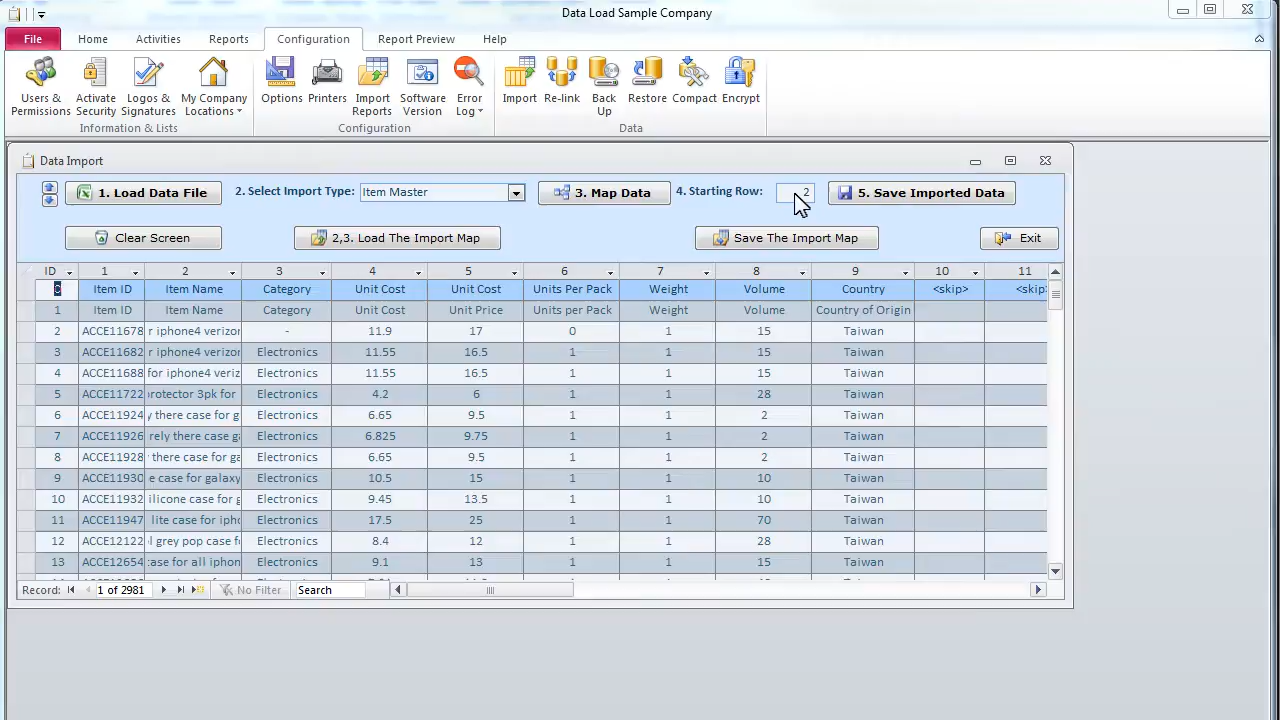 Data Load Sample Company
File Home Activities Reports Configuration Report Preview Help
Users & Permissions Activate Security Logos & Signatures My Company Locations Options Printers Import Reports Software Version Error Log Import Re-link Back Up Restore Compact Encrypt
Information & Lists Configuration Data
Data Import
1. Load Data File 2. Select Import Type: Item Master 3. Map Data 4. Starting Row: 2 5. Save Imported Data
Clear Screen 2,3. Load The Import Map Save The Import Map Exit
ID 1 2 3 4 5 6 7 8 9 10 11
Item ID Item Name Category Unit Cost Unit Cost Units Per Pack Weight Volume Country <skip> <skip
1 Item ID Item Name Category Unit Cost Unit Price Units per Pack Weight Volume Country of Origin
2 ACCE11678 r iphone4 verizor - 11.9 17 0 1 15 Taiwan
3 ACCE11682 r iphone4 verizor Electronics 11.55 16.5 1 1 15 Taiwan
4 ACCE11688 for iphone4 veriz Electronics 11.55 16.5 1 1 15 Taiwan
5 ACCE11722 rotector 3pk for Electronics 4.2 6 1 1 28 Taiwan
6 ACCE11924 y there case for g Electronics 6.65 9.5 1 1 2 Taiwan
7 ACCE11926 rely there case ga Electronics 6.825 9.75 1 1 2 Taiwan
8 ACCE11928 there case for ga Electronics 6.65 9.5 1 1 2 Taiwan
9 ACCE11930 e case for galaxy Electronics 10.5 15 1 1 10 Taiwan
10 ACCE11932 ilicone case for g Electronics 9.45 13.5 1 1 10 Taiwan
11 ACCE11947 lite case for ipho Electronics 17.5 25 1 1 70 Taiwan
12 ACCE12122 l grey pop case fo Electronics 8.4 12 1 1 28 Taiwan
13 ACCE12654 case for all iphon Electronics 9.1 13 1 1 15 Taiwan
Record: 1 of 2981 No Filter Search